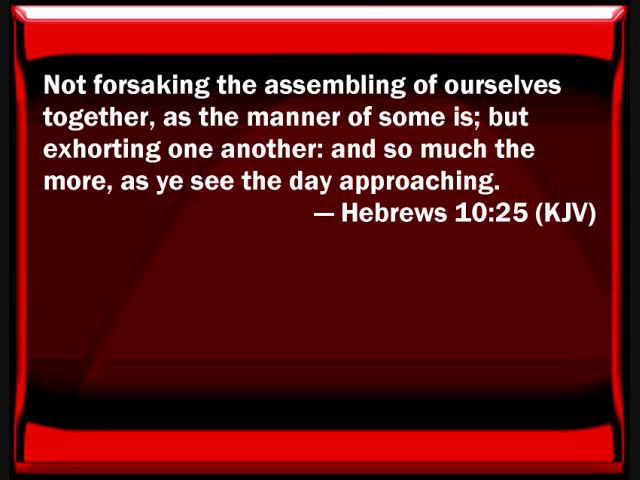 Not forsaking the assembling of ourselves
together, as the manner of some is; but
exhorting one another: and so much the
more, as ye see the day approaching.
— Hebrews 10:25 (KJV)